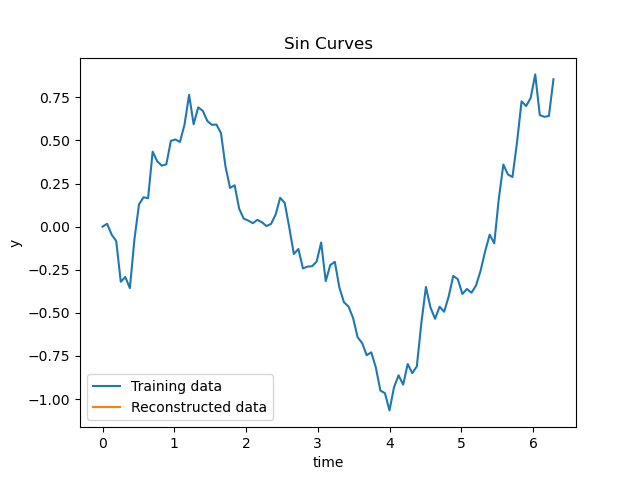 Sin Curves
y
0.75
0.50
0.25
0.00
−0.25
−0.50
−0.75
−1.00
Training data
Reconstructed data
0 1 2 3 4 5 6
time